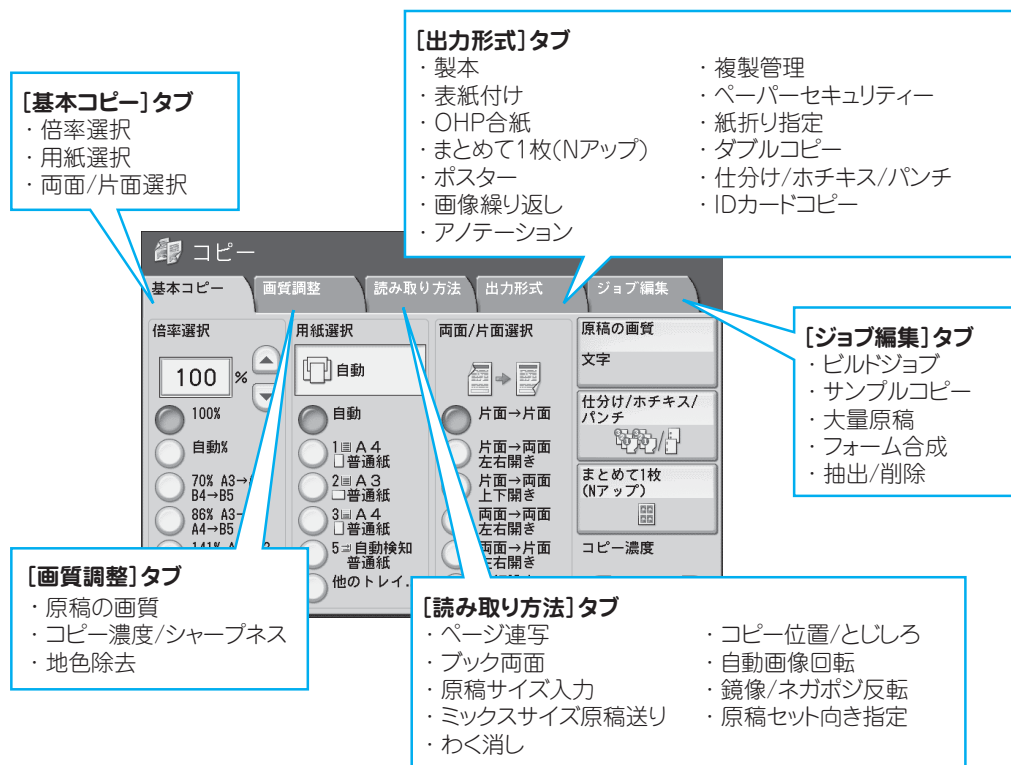 [出力形式]タブ
・製本
・表紙付け
・OHP合紙
・まとめて1枚(Nアップ)
・ポスター
・画像繰り返し
・アノテーション
・複製管理
・ペーパーセキュリティー
・紙折り指定
・ダブルコピー
・仕分け/ホチキス/パンチ
・IDカードコピー
[基本コピー]タブ
・倍率選択
・用紙選択
・両面/片面選択
コピー
基本コピー
画質調整
読み取り方法
出力形式
ジョブ編集
倍率選択
100 %
100%
自動%
70% A3→
B4→B5
86% A3→
A4→B5
用紙選択
自動
自動
1 A4
普通紙
2 A3
普通紙
3 A4
普通紙
5 自動検知
普通紙
他のトレイ..
両面/片面選択
片面→片面
片面→両面
左右開き
片面→両面
上下開き
両面→両面
左右開き
両面→片面
左右開き
原稿の画質
文字
仕分け/ホチキス/
パンチ
まとめて1枚
(Nアップ)
コピー濃度
[ジョブ編集]タブ
・ビルドジョブ
・サンプルコピー
・大量原稿
・フォーム合成
・抽出/削除
[画質調整]タブ
・原稿の画質
・コピー濃度/シャープネス
・地色除去
[読み取り方法]タブ
・ページ連写
・ブック両面
・原稿サイズ入力
・ミックスサイズ原稿送り
・わく消し
・コピー位置/とじしろ
・自動画像回転
・鏡像/ネガポジ反転
・原稿セット向き指定